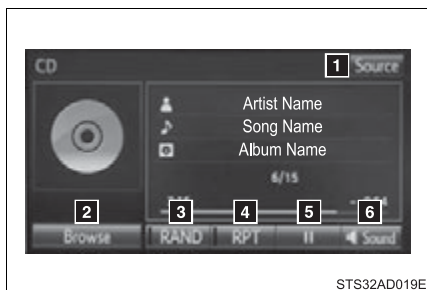 CD
1 Source
Artist Name
Song Name
Album Name
6/15
2 3 4 5 6
Browse RAND RPT Sound
STS32AD019E